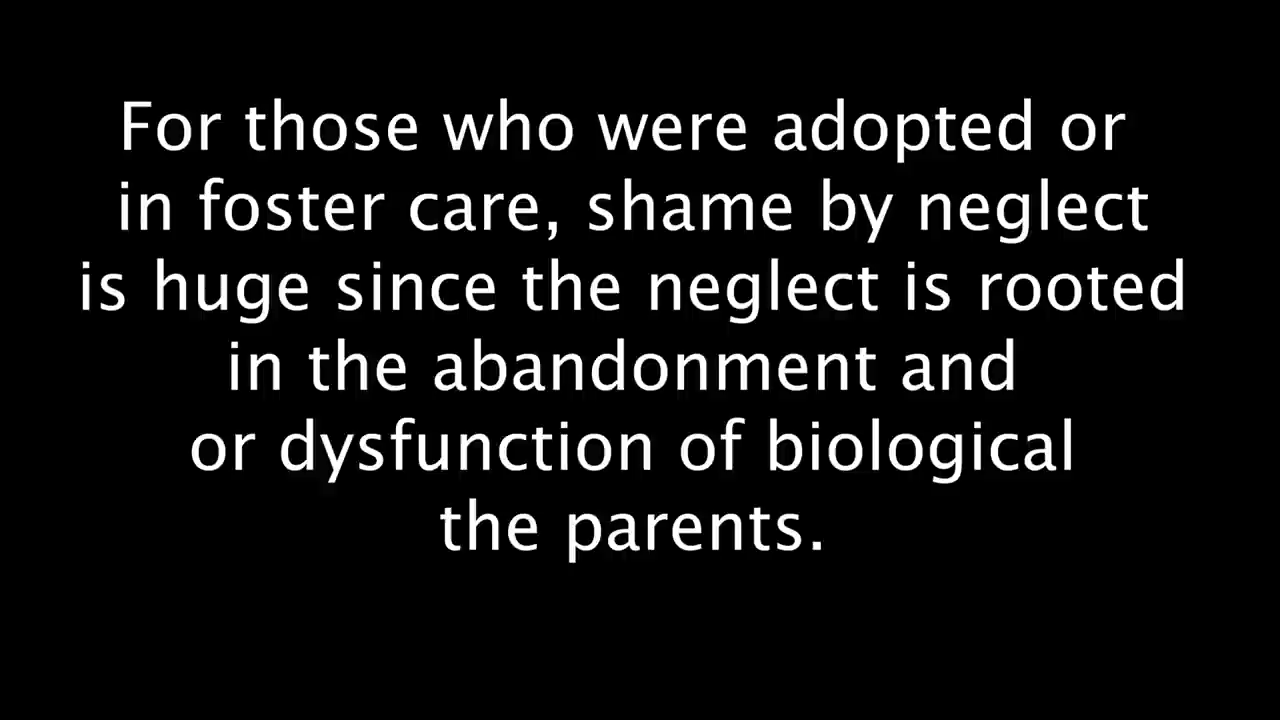 For those who were adopted or
in foster care, shame by neglect
is huge since the neglect is rooted
in the abandonment and
or dysfunction of biological
the parents.